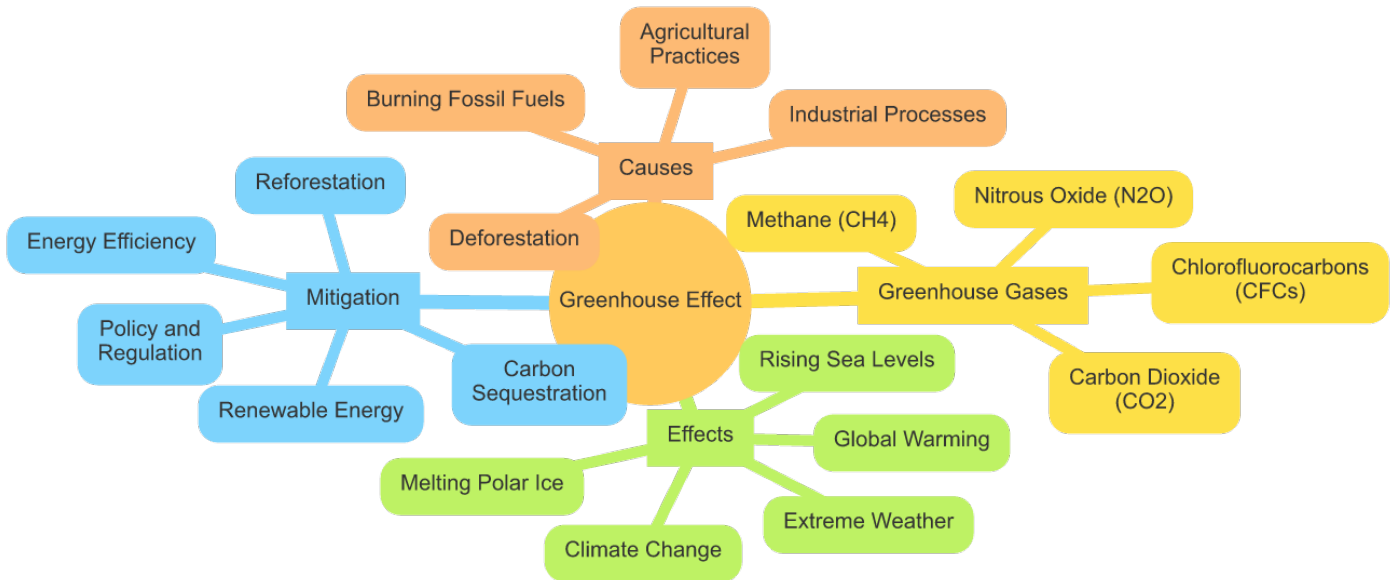 Agricultural
Practices
Burning Fossil Fuels
Industrial Processes
Causes
Deforestation
Reforestation
Energy Efficiency
Mitigation
Policy and
Regulation
Renewable Energy
Carbon
Sequestration
Greenhouse Effect
Methane (CH4)
Nitrous Oxide (N2O)
Greenhouse Gases
Chlorofluorocarbons
(CFCs)
Carbon Dioxide
(CO2)
Rising Sea Levels
Effects
Global Warming
Melting Polar Ice
Extreme Weather
Climate Change